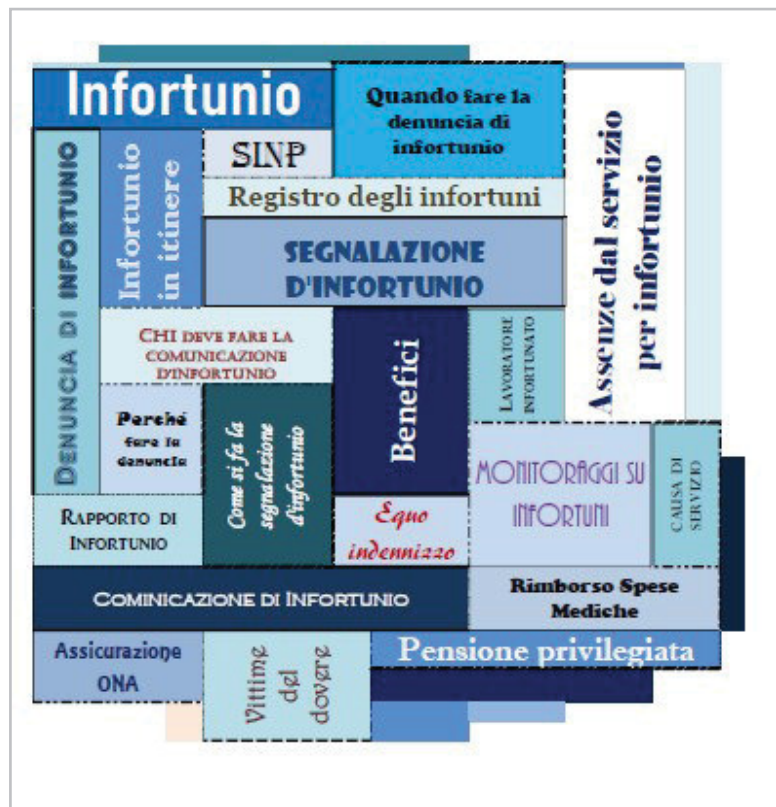 Infortunio
Quando fare la
denuncia di
infortunio
Assenze dal servizio
per infortunio
DENUNCIA DI INFORTUNIO
Infortunio
in itinere
SINP
Registro degli infortuni
SEGNALAZIONE
D'INFORTUNIO
CHI DEVE FARE LA
COMUNICAZIONE
D'INFORTUNIO
Benefici
LAVORATORE
INFORTUNATO
Perché
fare la
denuncia
Come si fa la
segnalazione
d'infortunio
MONITORAGGI SU
INFORTUNI
CAUSA DI
SERVIZIO
RAPPORTO DI
INFORTUNIO
Equo
indennizzo
COMINICAZIONE DI INFORTUNIO
Rimborso Spese
Mediche
Assicurazione
ONA
Vittime
del
dovere
Pensione privilegiata